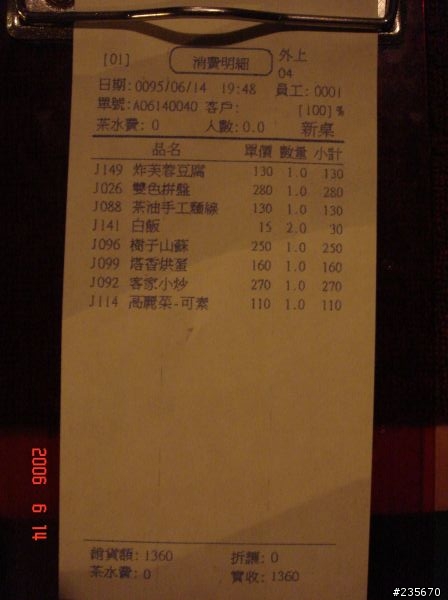 [01] 消費明細 外上
04
日期: 0095/06/14 19:48 員工: 0001
單號: A06140040 客戶: [100] %
茶水費: 0 人數: 0.0 新桌
品名 單價 數量 小計
J149 炸芙蓉豆腐 130 1.0 130
J026 雙色拼盤 280 1.0 280
J088 茶油手工麵線 130 1.0 130
J141 白飯 15 2.0 30
J096 樹子山蘇 250 1.0 250
J099 塔香烘蛋 160 1.0 160
J092 客家小炒 270 1.0 270
J114 高麗菜-可素 110 1.0 110
銷貨額: 1360 折讓: 0
茶水費: 0 實收: 1360
2006 6 14
#235670